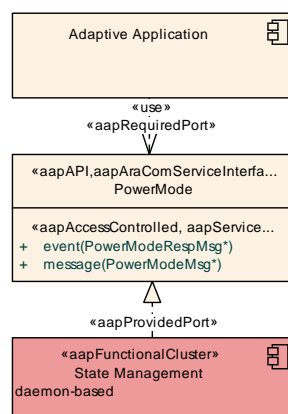 Adaptive Application
«use»
«aapRequiredPort»
«aapAPI,aapAraComServiceInterfa...
PowerMode
«aapAccessControlled, aapService...
+ event(PowerModeRespMsg*)
+ message(PowerModeMsg*)
«aapProvidedPort»
«aapFunctionalCluster»
State Management
daemon-based